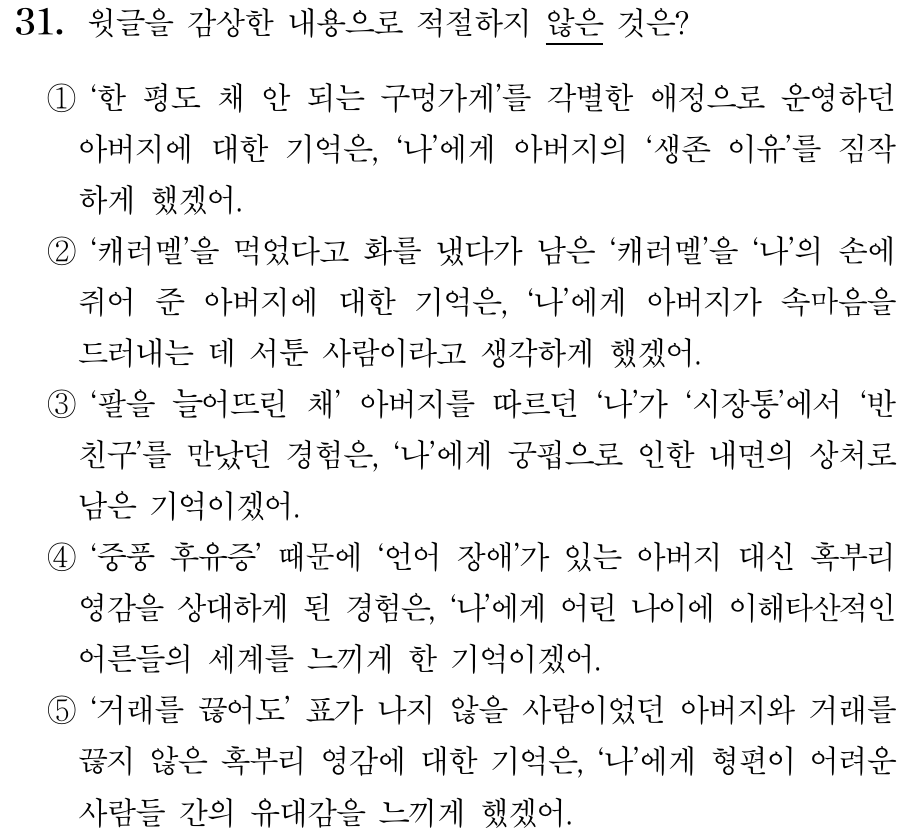 31. 윗글을 감상한 내용으로 적절하지 않은 것은?
① ‘한 평도 채 안 되는 구멍가게’를 각별한 애정으로 운영하던
아버지에 대한 기억은, ‘나’에게 아버지의 ‘생존 이유’를 짐작
하게 했겠어.
② ‘캐러멜’을 먹었다고 화를 냈다가 남은 ‘캐러멜’을 ‘나’의 손에
쥐어 준 아버지에 대한 기억은, ‘나’에게 아버지가 속마음을
드러내는 데 서툰 사람이라고 생각하게 했겠어.
③ ‘팔을 늘어뜨린 채’ 아버지를 따르던 ‘나’가 ‘시장통’에서 ‘반
친구’를 만났던 경험은, ‘나’에게 궁핍으로 인한 내면의 상처로
남은 기억이겠어.
④ ‘중풍 후유증’ 때문에 ‘언어 장애’가 있는 아버지 대신 혹부리
영감을 상대하게 된 경험은, ‘나’에게 어린 나이에 이해타산적인
어른들의 세계를 느끼게 한 기억이겠어.
⑤ ‘거래를 끊어도’ 표가 나지 않을 사람이었던 아버지와 거래를
끊지 않은 혹부리 영감에 대한 기억은, ‘나’에게 형편이 어려운
사람들 간의 유대감을 느끼게 했겠어.